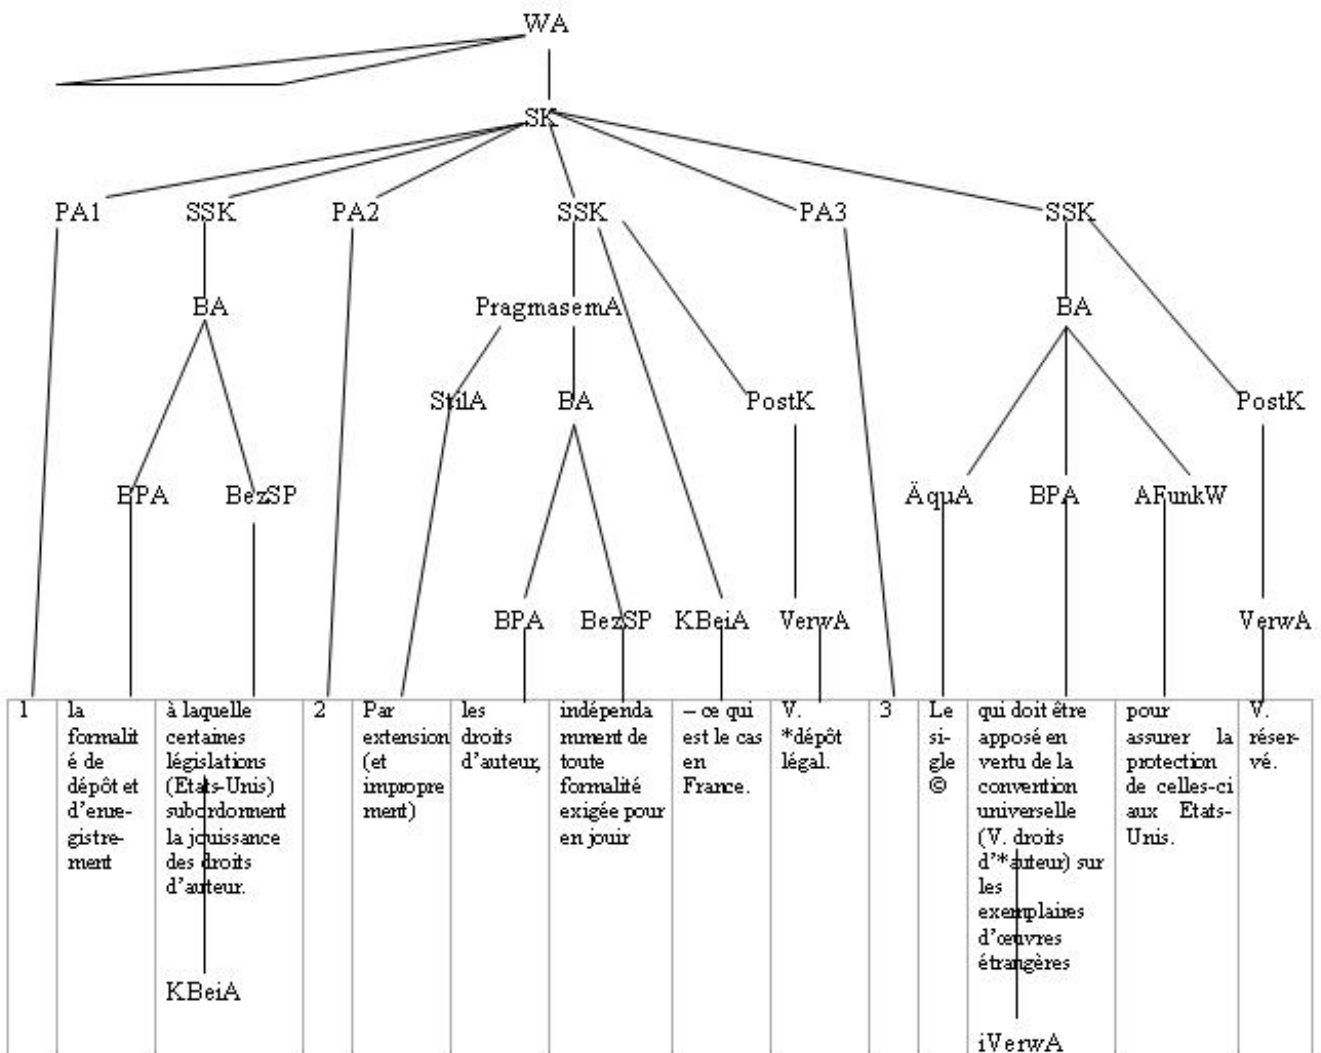 WA
SK
PA1 SSK PA2 SSK PA3 SSK
BA PragmasemA BA
StilA BA PostK PostK
BPA BezSP ÄquA BPA AFunkW
BPA BezSP KBeiA VerwA VerwA
1
la
formalit
é de
dépôt et
d'enre-
gistre-
ment
à laquelle
certaines
législations
(Etats-Unis)
subordonnent
la jouissance
des droits
d'auteur.
KBeiA
2
Par
extension
(et
impropre
ment)
les
droits
d'auteur,
indépenda
mment de
toute
formalité
exigée pour
en jouir
– ce qui
est le cas
en
France.
V.
*dépôt
légal.
3
Le
si-
gle
©
qui doit être
apposé en
vertu de la
convention
universelle
(V. droits
d'*auteur) sur
les
exemplaires
d'œuvres
étrangères
iVerwA
pour
assurer la
protection
de celles-ci
aux Etats-
Unis.
V.
réser-
vé.